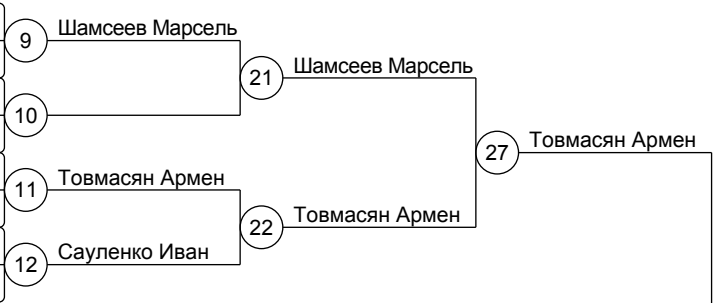 9 Шамсеев Марсель
21 Шамсеев Марсель
10
27 Товмасян Армен
11 Товмасян Армен
22 Товмасян Армен
12 Сауленко Иван